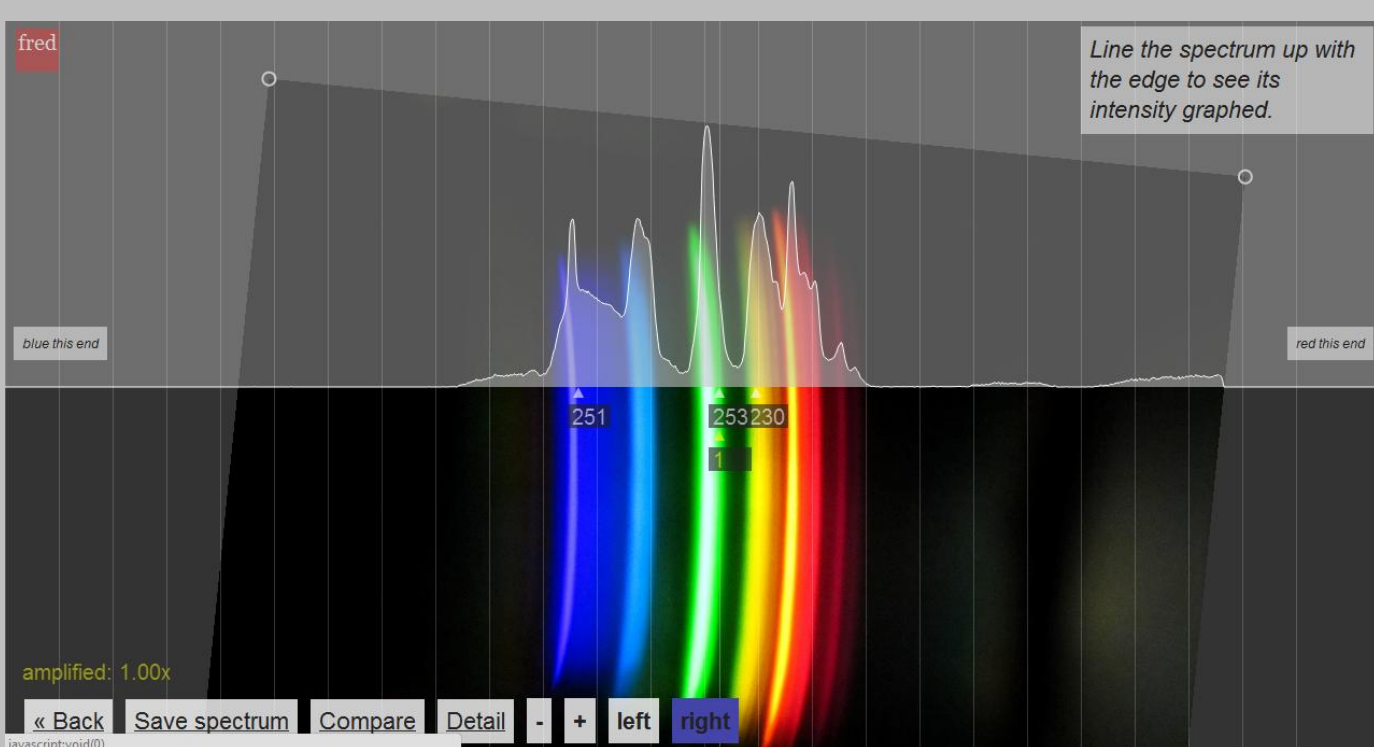 fred
Line the spectrum up with
the edge to see its
intensity graphed.
blue this end
red this end
251
253
230
1
amplified: 1.00x
« Back
Save spectrum
Compare
Detail
-
+
left
right
javascript:void(0)